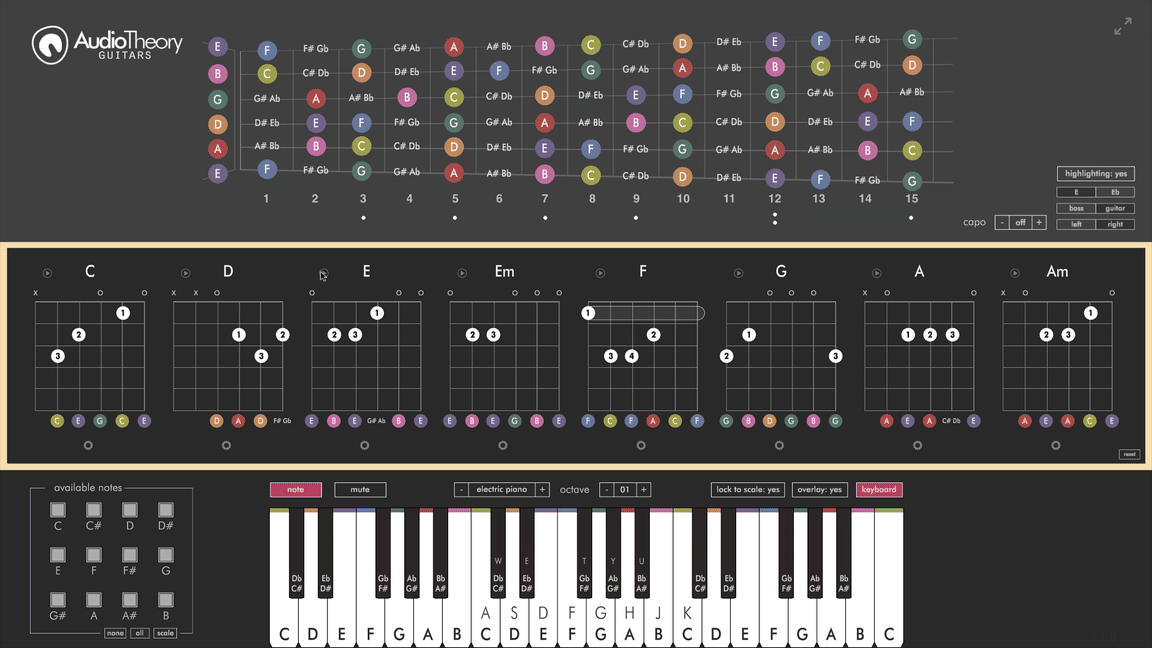 AudioTheory
GUITARS
E F F# Gb G G# Ab A A# Bb B C C# Db D D# Eb E F F# Gb G
B C C# Db D D# Eb E F F# Gb G G# Ab A A# Bb B C C# Db D
G G# Ab A A# Bb B C C# Db D D# Eb E F F# Gb G G# Ab A A# Bb
D D# Eb E F F# Gb G G# Ab A A# Bb B C C# Db D D# Eb E F
A A# Bb B C C# Db D D# Eb E F F# Gb G G# Ab A A# Bb B C
E F F# Gb G G# Ab A A# Bb B C C# Db D D# Eb E F F# Gb G
1 2 3 4 5 6 7 8 9 10 11 12 13 14 15
highlighting: yes
E Eb
bass guitar
left right
capo - off +
C D E Em F G A Am
x o o x x o o o o o o o o o o o x o o x o o
1 1 1 1
2 1 2 2 3 2 3 2 1 1 2 3 2 3
3 3 3 4 2 3
C E G C E D A D F# Gb E B E G# Ab B E E B E G B E F C F A C F G B D G B G A E A C# Db E A E A C E
reset
available notes
C C# D D#
E F F# G
G# A A# B
none all scale
note mute - electric piano + octave - 01 + lock to scale: yes overlay: yes keyboard
W E T Y U
Db Eb Gb Ab Bb Db Eb Gb Ab Bb Db Eb Gb Ab Bb
C# D# F# G# A# C# D# F# G# A# C# D# F# G# A#
A S D F G H J K
C D E F G A B C D E F G A B C D E F G A B C